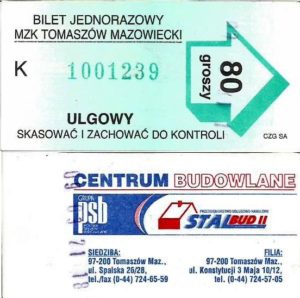 BILET JEDNORAZOWY
MZK TOMASZÓW MAZOWIECKI
K 1001239
80 groszy
ULGOWY
SKASOWAĆ I ZACHOWAĆ DO KONTROLI
CZG SA
CENTRUM BUDOWLANE
GRUPA
psb
STALBUD II
SIEDZIBA:
97-200 Tomaszów Maz.,
ul. Spalska 25/28,
tel./fax (0-44) 724-65-59
FILIA:
97-200 Tomaszów Maz.,
ul. Konstytucji 3 Maja 10/12,
tel. (0-44) 724-57-05